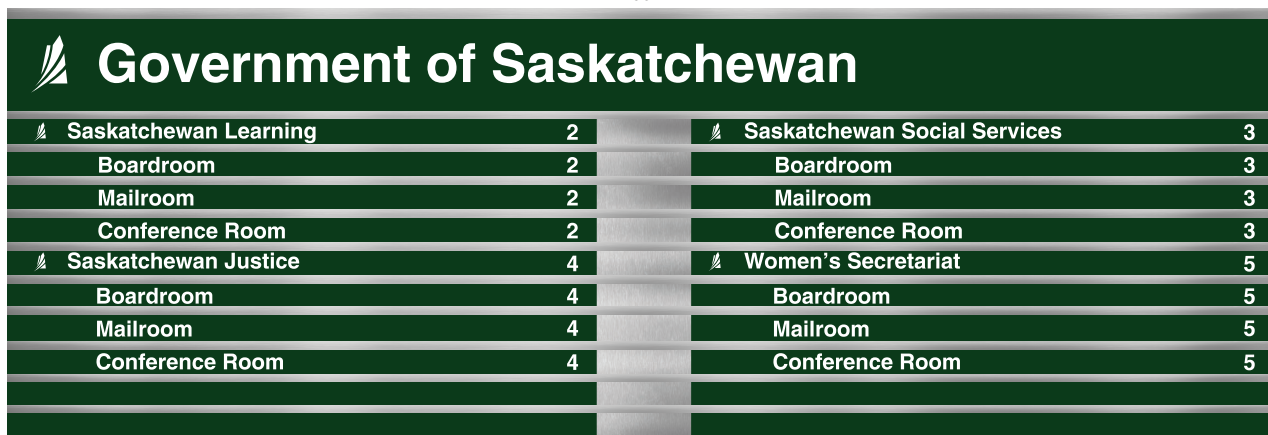 Government of Saskatchewan
Saskatchewan Learning 2
Boardroom 2
Mailroom 2
Conference Room 2
Saskatchewan Justice 4
Boardroom 4
Mailroom 4
Conference Room 4
Saskatchewan Social Services 3
Boardroom 3
Mailroom 3
Conference Room 3
Women's Secretariat 5
Boardroom 5
Mailroom 5
Conference Room 5